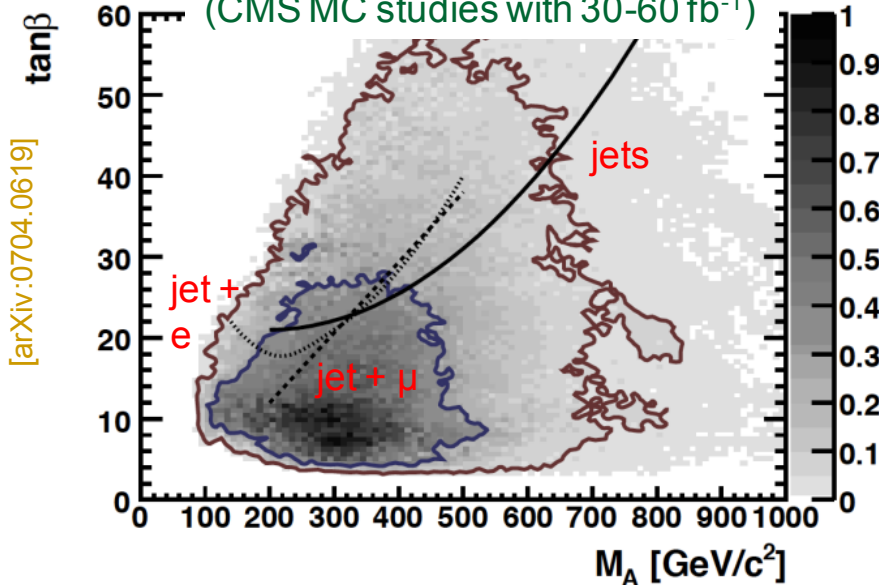 (CMS MC studies with 30-60 fb⁻¹)
tanβ
[arXiv:0704.0619]
60
50
40
30
20
10
0
jets
jet +
e
jet + μ
0 100 200 300 400 500 600 700 800 900 1000
M_A [GeV/c²]
1
0.9
0.8
0.7
0.6
0.5
0.4
0.3
0.2
0.1
0